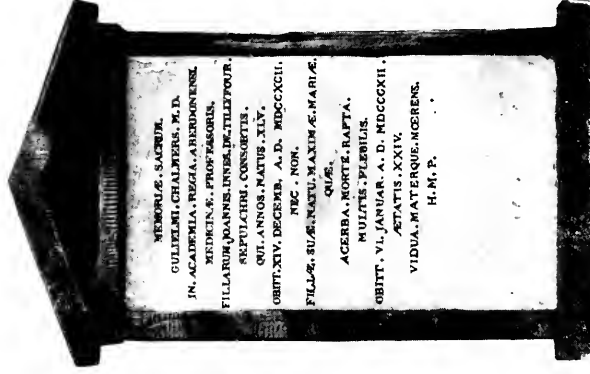 MEMORIÆ. SACRUM.
GULIELMI. CHALMERS. M. D.
IN. ACADEMIA. REGIA. ABERDONENSI.
MEDICINÆ. PROFESSORIS.
FILIARUM. JOANNIS. INNES. DE. TILLYFOUR.
SEPULCHRI. CONSORTIS.
QUI. ANNOS. NATUS. XLV.
OBIIT. XIV. DECEMB. A. D. MDCCXCII.
NEC. NON.
FILIÆ. SUÆ. NATU. MAXIMÆ. MARIÆ.
QUÆ.
ACERBA. MORTE. RAPTA.
MULTIS. FLEBILIS.
OBIIT. VI. JANUAR. A. D. MDCCCXII.
ÆTATIS. XXIV.
VIDUA. MATERQUE. MŒRENS.
H. M. P.